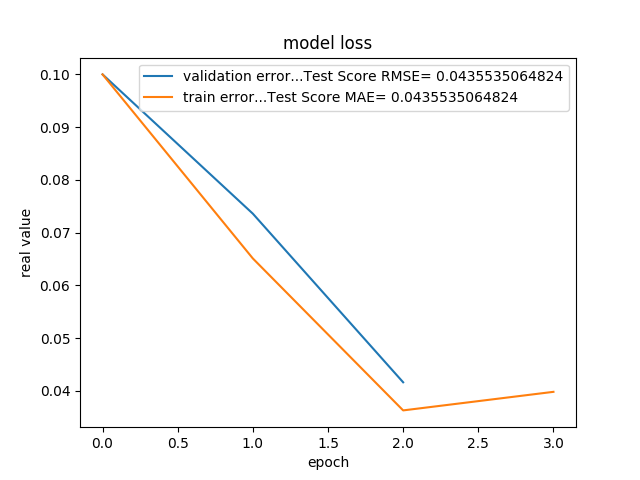 model loss
validation error...Test Score RMSE= 0.0435535064824
train error...Test Score MAE= 0.0435535064824
real value
0.10
0.09
0.08
0.07
0.06
0.05
0.04
0.0 0.5 1.0 1.5 2.0 2.5 3.0
epoch